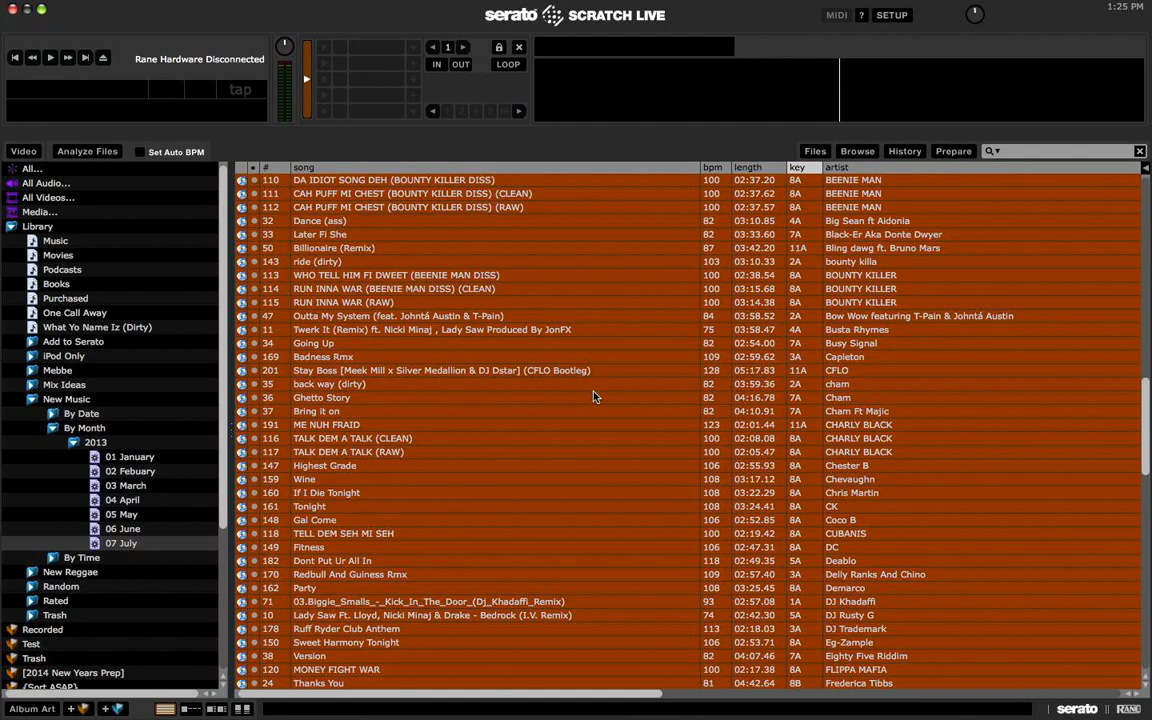 serato SCRATCH LIVE
MIDI ? SETUP
1:25 PM
Rane Hardware Disconnected
tap
1
IN OUT LOOP
Video Analyze Files Set Auto BPM
Files Browse History Prepare
All...
All Audio...
All Videos...
Media...
Library
Music
Movies
Podcasts
Books
Purchased
One Call Away
What Yo Name Iz (Dirty)
Add to Serato
iPod Only
Mebbe
Mix Ideas
New Music
By Date
By Month
2013
01 January
02 Febuary
03 March
04 April
05 May
06 June
07 July
By Time
New Reggae
Random
Rated
Trash
Recorded
Test
Trash
[2014 New Years Prep]
{Sort ASAP}
# song bpm length key artist
110 DA IDIOT SONG DEH (BOUNTY KILLER DISS) 100 02:37.20 8A BEENIE MAN
111 CAH PUFF MI CHEST (BOUNTY KILLER DISS) (CLEAN) 100 02:37.62 8A BEENIE MAN
112 CAH PUFF MI CHEST (BOUNTY KILLER DISS) (RAW) 100 02:37.57 8A BEENIE MAN
32 Dance (ass) 82 03:10.85 4A Big Sean ft Aidonia
33 Later Fi She 82 03:33.60 7A Black-Er Aka Donte Dwyer
50 Billionaire (Remix) 87 03:42.20 11A Bling dawg ft. Bruno Mars
143 ride (dirty) 103 03:10.33 2A bounty killa
113 WHO TELL HIM FI DWEET (BEENIE MAN DISS) 100 02:38.54 8A BOUNTY KILLER
114 RUN INNA WAR (BEENIE MAN DISS) (CLEAN) 100 03:15.68 8A BOUNTY KILLER
115 RUN INNA WAR (RAW) 100 03:14.38 8A BOUNTY KILLER
47 Outta My System (feat. Johntá Austin & T-Pain) 84 03:58.52 2A Bow Wow featuring T-Pain & Johntá Austin
11 Twerk It (Remix) ft. Nicki Minaj , Lady Saw Produced By JonFX 75 03:58.47 4A Busta Rhymes
34 Going Up 82 02:54.00 7A Busy Signal
169 Badness Rmx 109 02:59.62 3A Capleton
201 Stay Boss [Meek Mill x Silver Medallion & DJ Dstar] (CFLO Bootleg) 128 05:17.83 11A CFLO
35 back way (dirty) 82 03:59.36 2A cham
36 Ghetto Story 82 04:16.78 7A Cham
37 Bring it on 82 04:10.91 7A Cham Ft Majic
191 ME NUH FRAID 123 02:01.44 11A CHARLY BLACK
116 TALK DEM A TALK (CLEAN) 100 02:08.08 8A CHARLY BLACK
117 TALK DEM A TALK (RAW) 100 02:05.47 8A CHARLY BLACK
147 Highest Grade 106 02:55.93 8A Chester B
159 Wine 108 03:17.12 8A Chevaughn
160 If I Die Tonight 108 03:22.29 8A Chris Martin
161 Tonight 108 03:24.41 8A CK
148 Gal Come 106 02:52.85 8A Coco B
118 TELL DEM SEH MI SEH 100 02:19.42 8A CUBANIS
149 Fitness 106 02:47.31 8A DC
182 Dont Put Ur All In 118 02:49.35 5A Deablo
170 Redbull And Guiness Rmx 109 02:57.40 3A Delly Ranks And Chino
162 Party 108 03:25.45 8A Demarco
71 03.Biggie_Smalls_-_Kick_In_The_Door_(Dj_Khadaffi_Remix) 93 02:57.08 1A DJ Khadaffi
10 Lady Saw Ft. Lloyd, Nicki Minaj & Drake - Bedrock (I.V. Remix) 74 02:42.30 5A DJ Rusty G
178 Ruff Ryder Club Anthem 113 02:18.03 3A DJ Trademark
150 Sweet Harmony Tonight 106 02:53.71 8A Eg-Zample
38 Version 82 04:07.46 7A Eighty Five Riddim
120 MONEY FIGHT WAR 120 02:17.38 8A FLIPPA MAFIA
24 Thanks You 81 04:42.64 8B Frederica Tibbs
Album Art
serato RANE